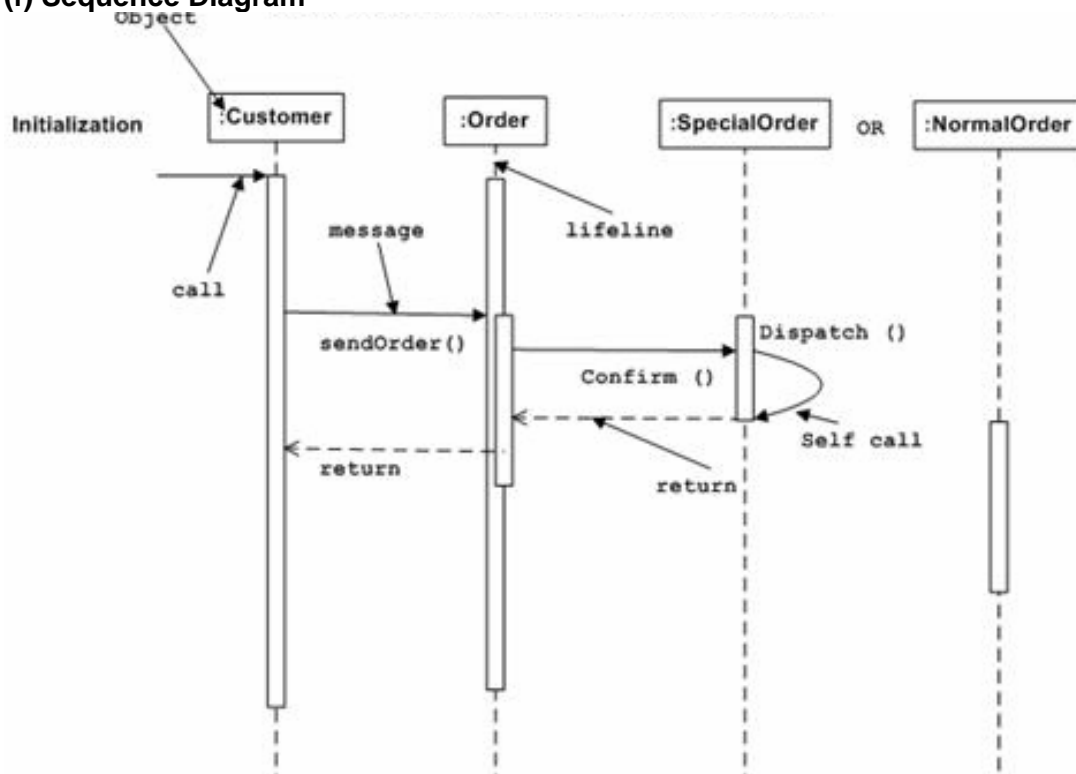 (I) Sequence Diagram
Object
Initialization
:Customer
:Order
:SpecialOrder
OR
:NormalOrder
message
lifeline
call
sendOrder()
Dispatch ()
Confirm ()
Self call
return
return